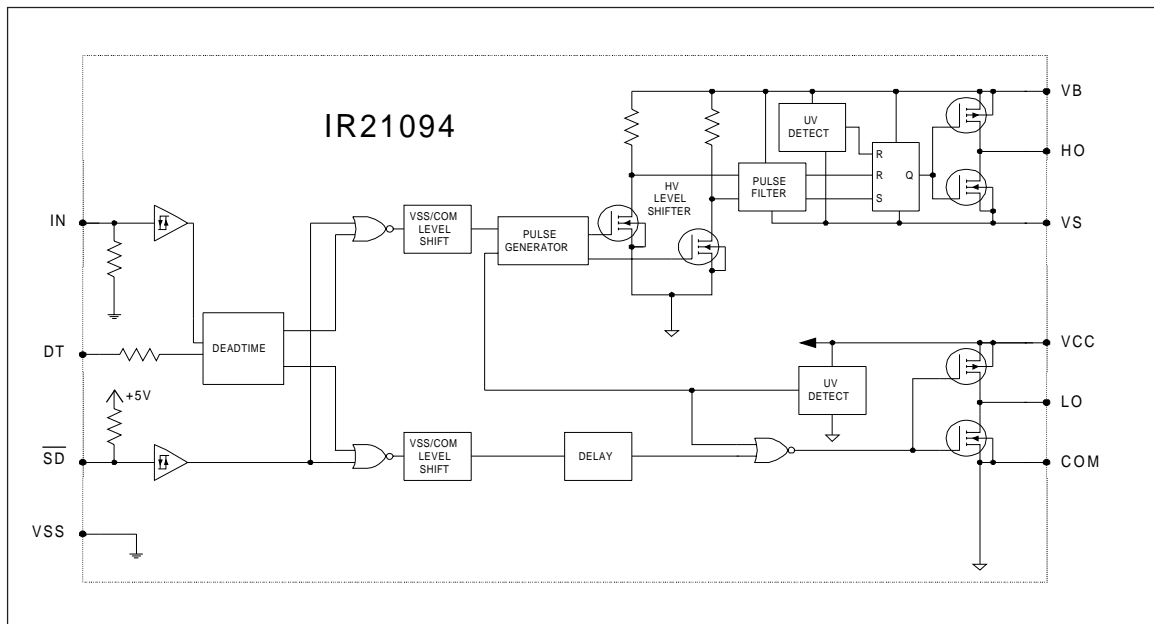 IR21094
VB
UV
DETECT
HO
R
R
S
Q
PULSE
FILTER
HV
LEVEL
SHIFTER
VS
IN
VSS/COM
LEVEL
SHIFT
PULSE
GENERATOR
DEADTIME
DT
VCC
+5V
UV
DETECT
LO
SD
VSS/COM
LEVEL
SHIFT
DELAY
COM
VSS